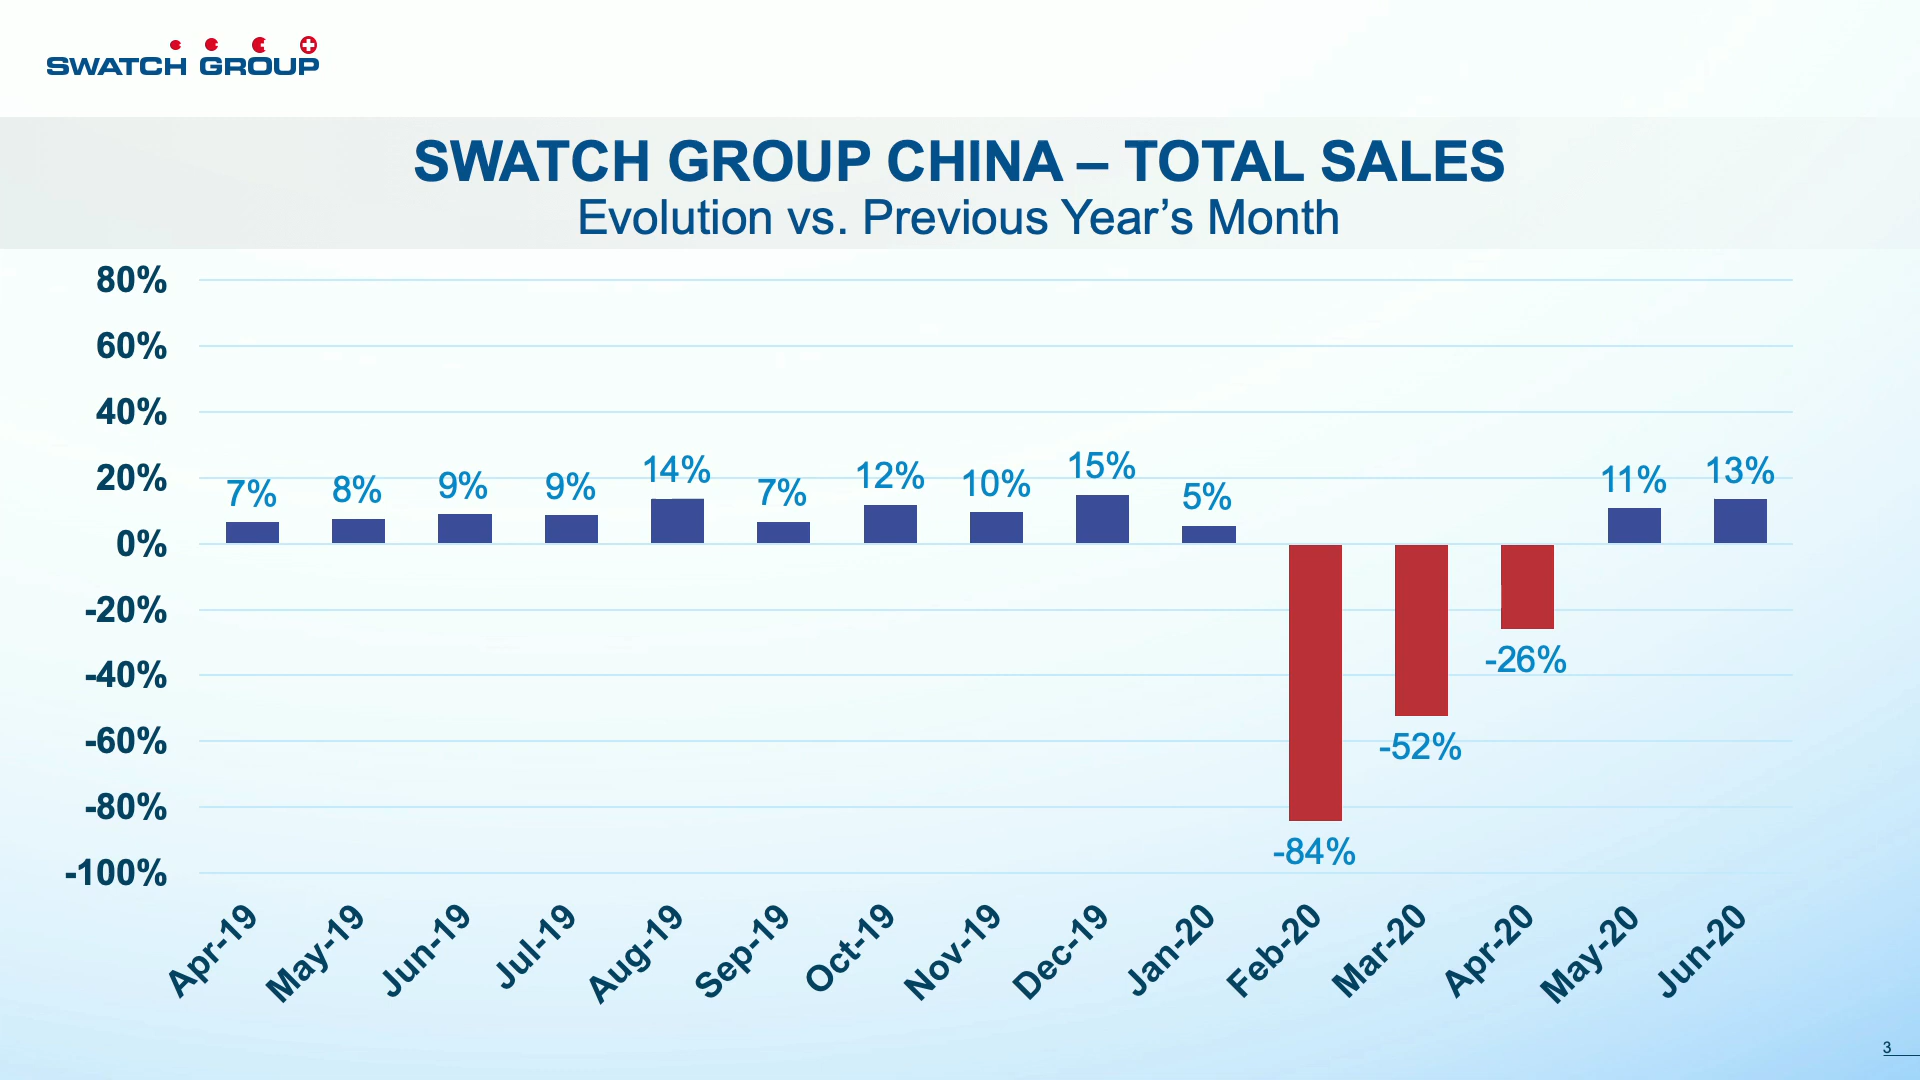 SWATCH GROUP
SWATCH GROUP CHINA – TOTAL SALES
Evolution vs. Previous Year’s Month
80%
60%
40%
20%
0%
-20%
-40%
-60%
-80%
-100%
7%
8%
9%
9%
14%
7%
12%
10%
15%
5%
-84%
-52%
-26%
11%
13%
Apr-19
May-19
Jun-19
Jul-19
Aug-19
Sep-19
Oct-19
Nov-19
Dec-19
Jan-20
Feb-20
Mar-20
Apr-20
May-20
Jun-20
3